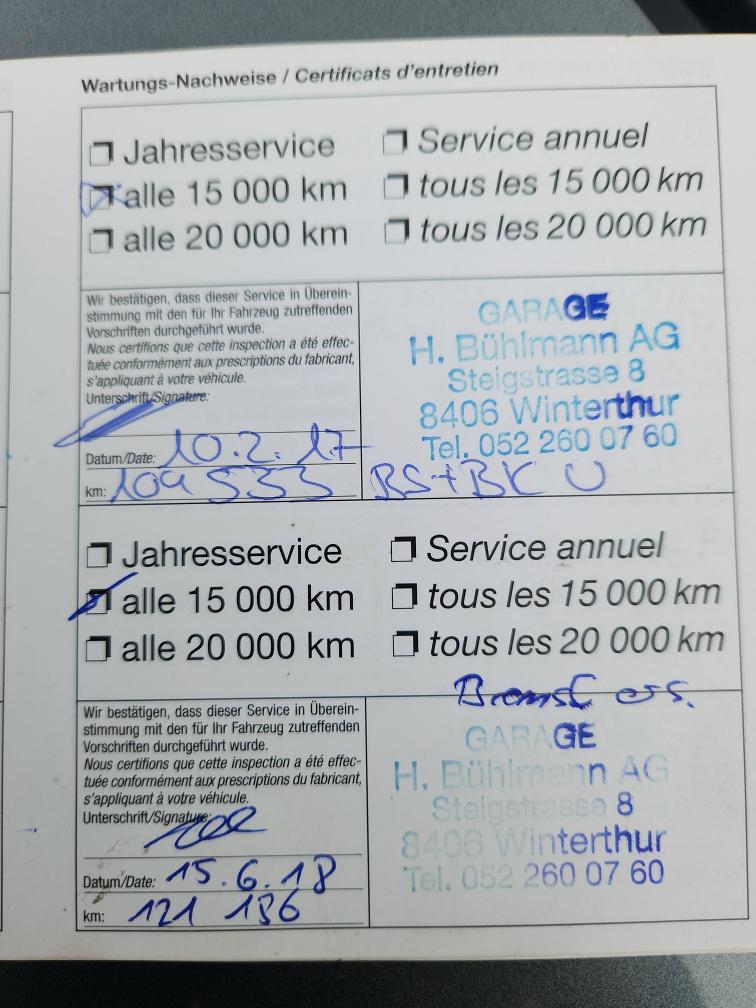 Wartungs-Nachweise / Certificats d'entretien
Jahresservice
Service annuel
alle 15 000 km
tous les 15 000 km
alle 20 000 km
tous les 20 000 km
Wir bestätigen, dass dieser Service in Überein-
stimmung mit den für Ihr Fahrzeug zutreffenden
Vorschriften durchgeführt wurde.
Nous certifions que cette inspection a été effec-
tuée conformément aux prescriptions du fabricant,
s'appliquant à votre véhicule.
Unterschrift/Signature:
Datum/Date: 10.2.17
km: 109 533
GARAGE
H. Bühlmann AG
Steigstrasse 8
8406 Winterthur
Tel. 052 260 07 60
BS+BK U
Jahresservice
Service annuel
alle 15 000 km
tous les 15 000 km
alle 20 000 km
tous les 20 000 km
Wir bestätigen, dass dieser Service in Überein-
stimmung mit den für Ihr Fahrzeug zutreffenden
Vorschriften durchgeführt wurde.
Nous certifions que cette inspection a été effec-
tuée conformément aux prescriptions du fabricant,
s'appliquant à votre véhicule.
Unterschrift/Signature:
Datum/Date: 15.6.18
km: 121 186
GARAGE
H. Bühlmann AG
Steigstrasse 8
8406 Winterthur
Tel. 052 260 07 60